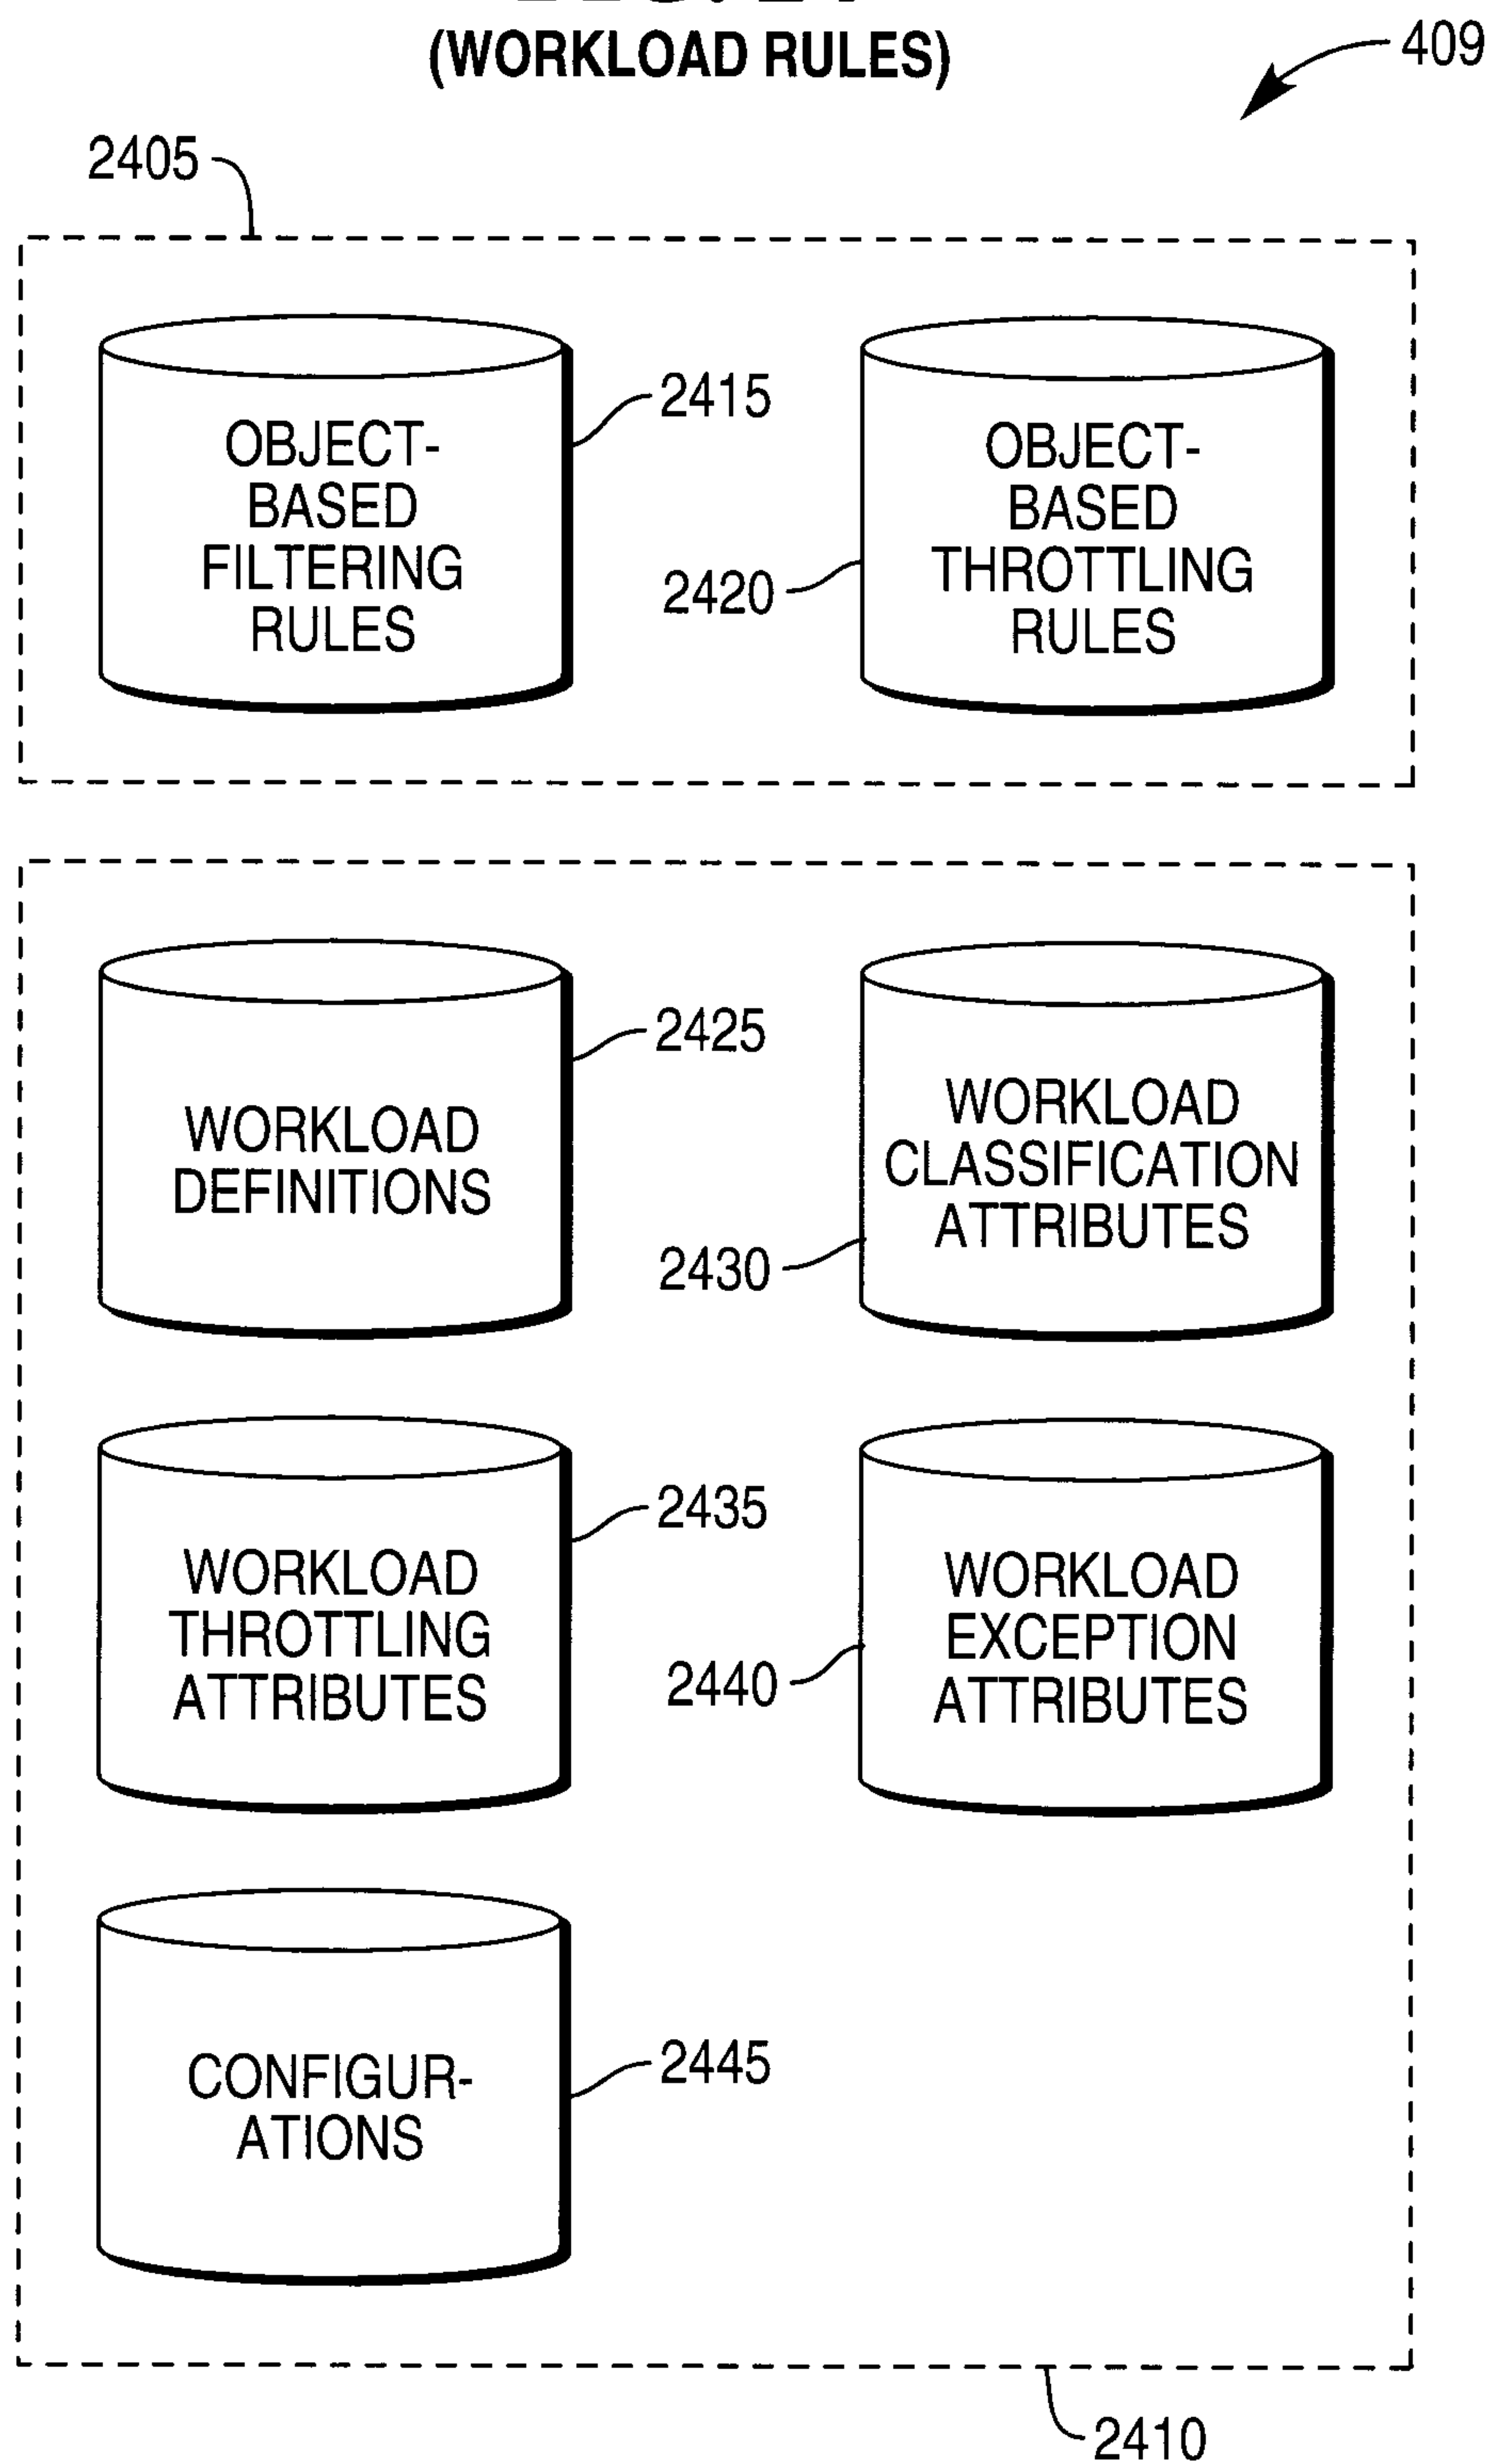 (WORKLOAD RULES)
409
2405
OBJECT-
BASED
FILTERING
RULES
2415
2420
OBJECT-
BASED
THROTTLING
RULES
WORKLOAD
DEFINITIONS
2425
2430
WORKLOAD
CLASSIFICATION
ATTRIBUTES
WORKLOAD
THROTTLING
ATTRIBUTES
2435
2440
WORKLOAD
EXCEPTION
ATTRIBUTES
CONFIGUR-
ATIONS
2445
2410